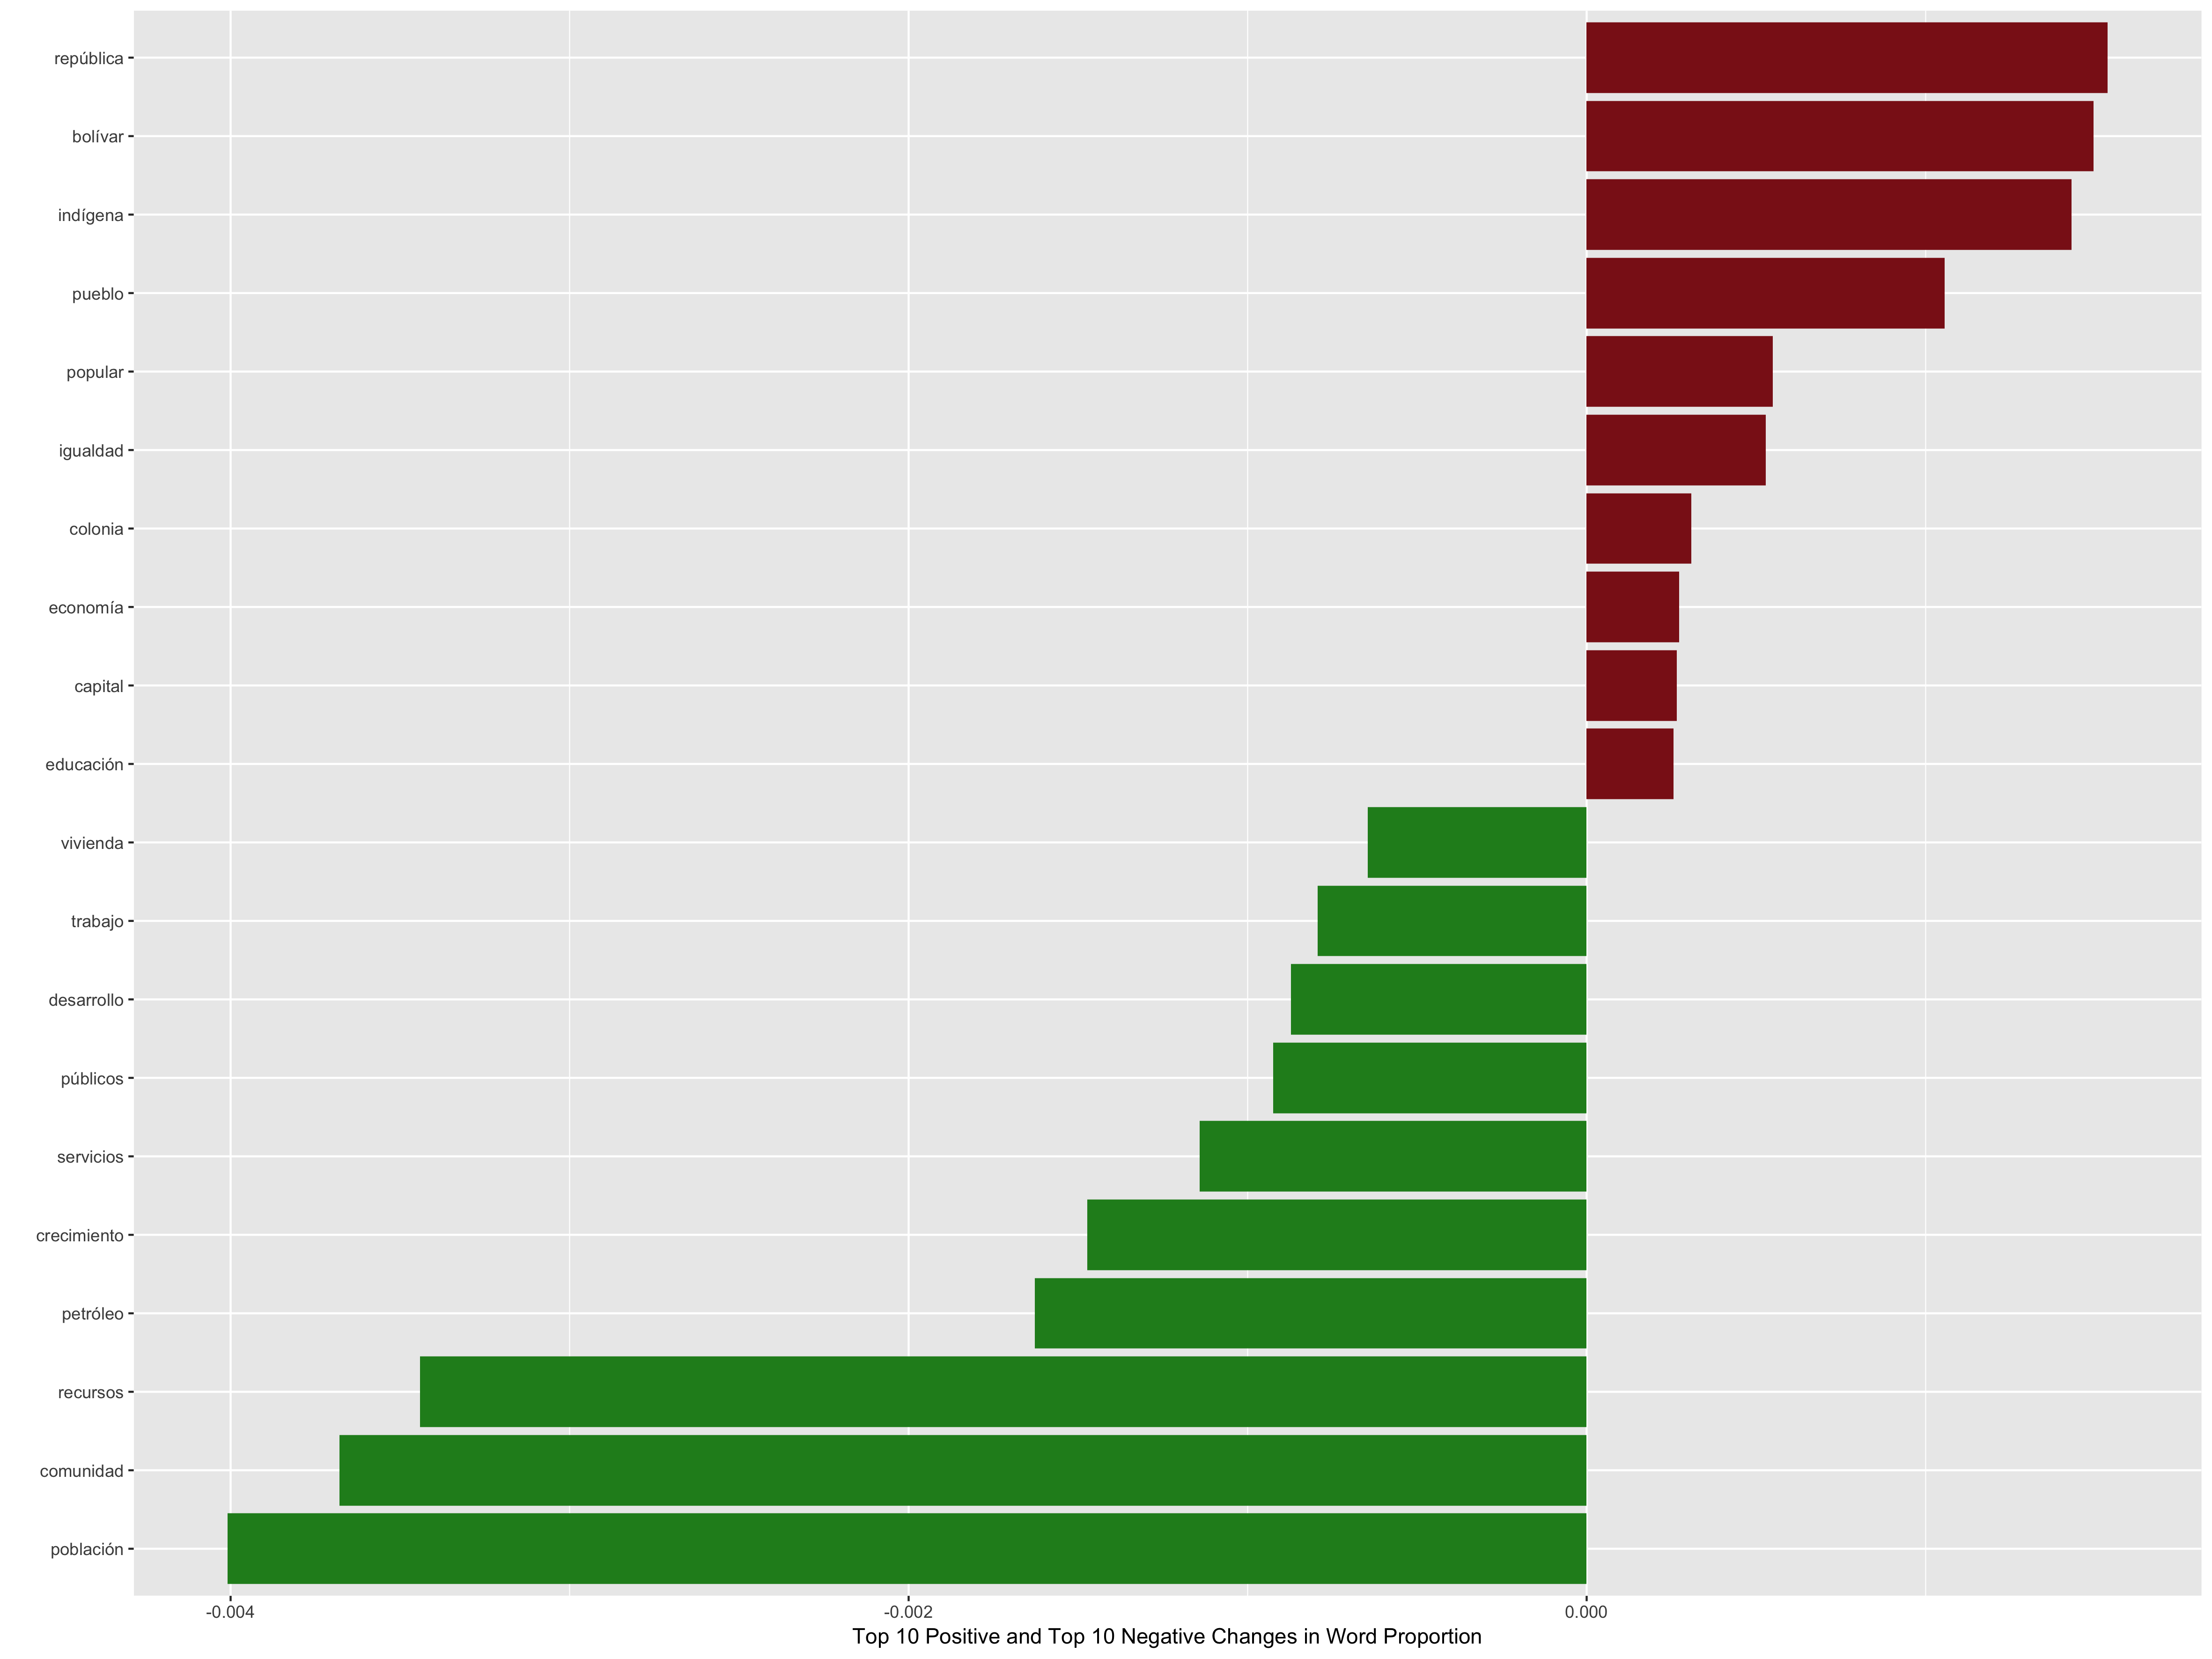 república
bolívar
indígena
pueblo
popular
igualdad
colonia
economía
capital
educación
vivienda
trabajo
desarrollo
públicos
servicios
crecimiento
petróleo
recursos
comunidad
población
-0.004 -0.002 0.000
Top 10 Positive and Top 10 Negative Changes in Word Proportion